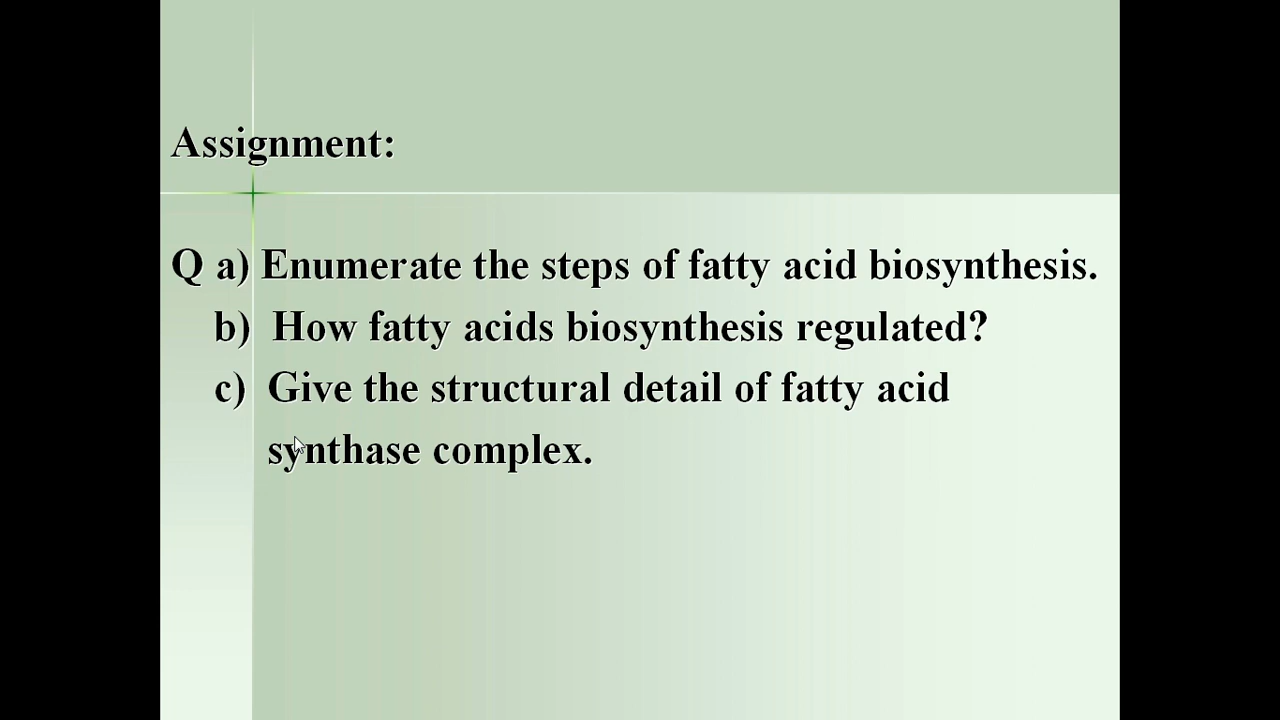 Assignment:
Q a) Enumerate the steps of fatty acid biosynthesis.
b) How fatty acids biosynthesis regulated?
c) Give the structural detail of fatty acid
synthase complex.